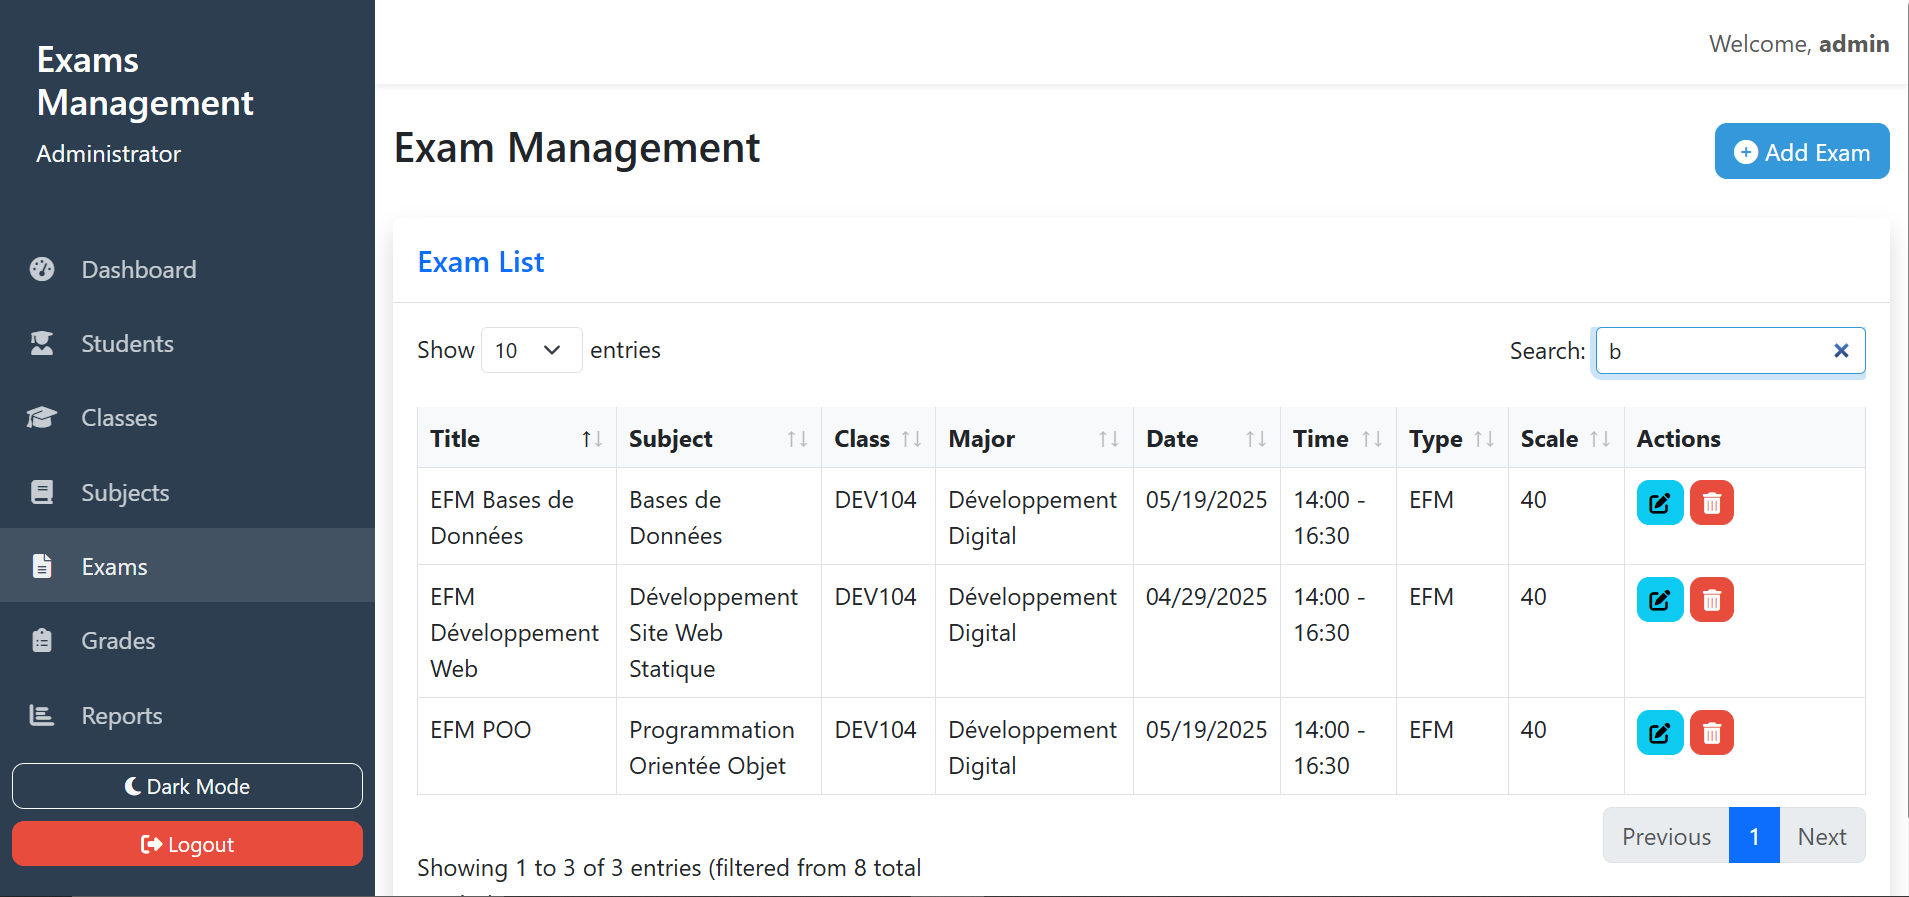 Exams
Management
Administrator
Dashboard
Students
Classes
Subjects
Exams
Grades
Reports
Dark Mode
Logout
Welcome, admin
Exam Management
Add Exam
Exam List
Show 10 entries
Search: b
Title Subject Class Major Date Time Type Scale Actions
EFM Bases de Bases de DEV104 Développement 05/19/2025 14:00 - EFM 40
Données Données Digital 16:30
EFM Développement DEV104 Développement 04/29/2025 14:00 - EFM 40
Développement Site Web Digital 16:30
Web Statique
EFM POO Programmation DEV104 Développement 05/19/2025 14:00 - EFM 40
Orientée Objet Digital 16:30
Previous 1 Next
Showing 1 to 3 of 3 entries (filtered from 8 total